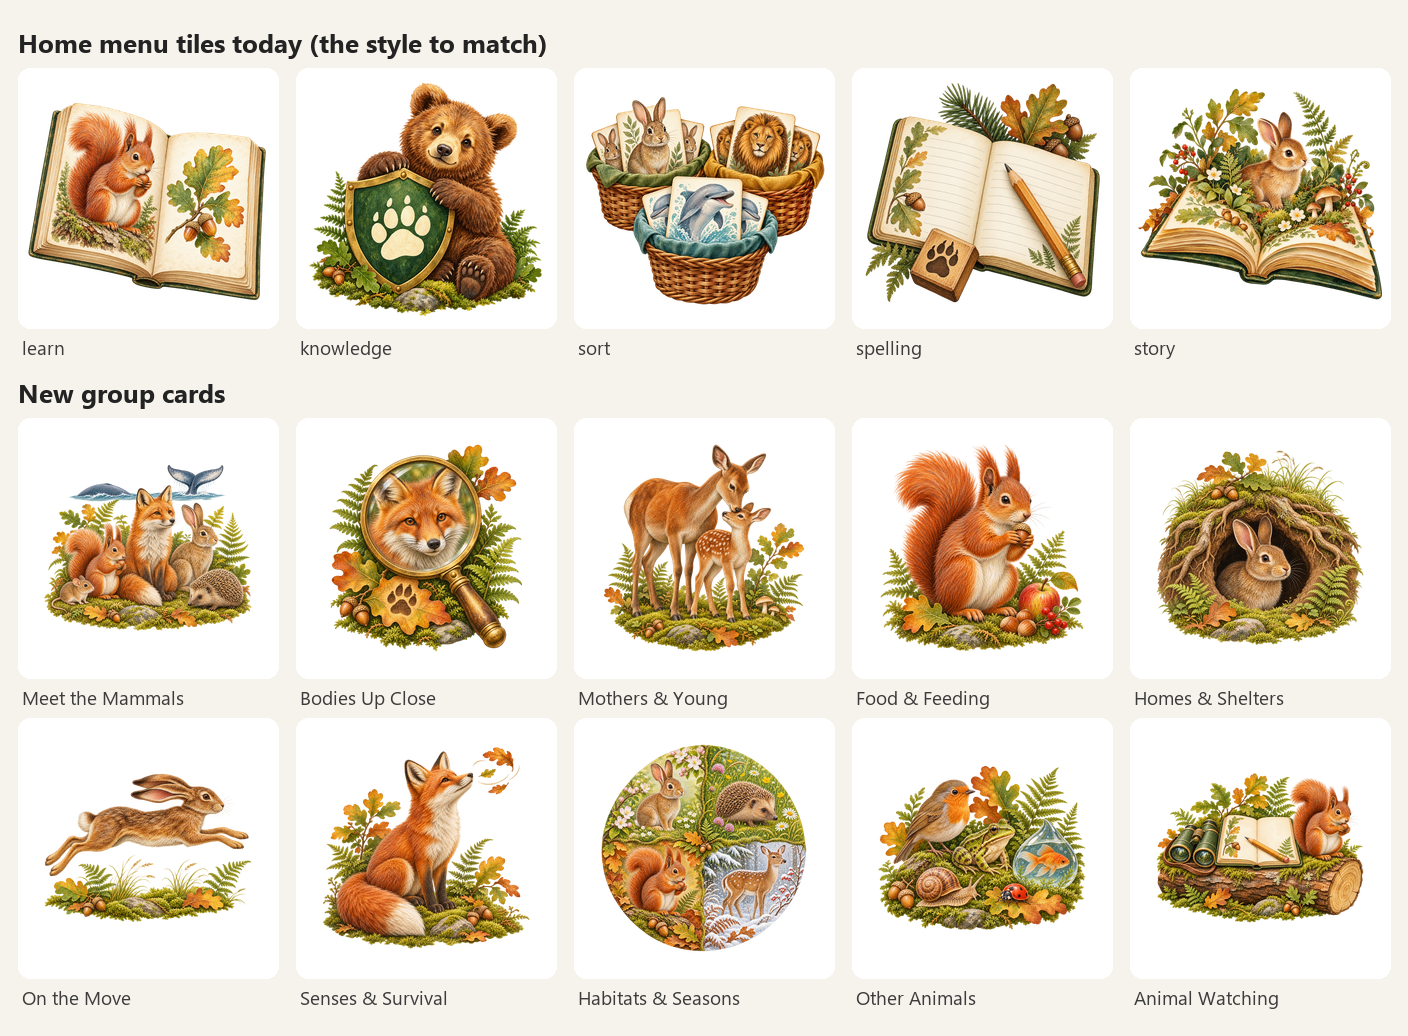 Home menu tiles today (the style to match)
learn
knowledge
sort
spelling
story
New group cards
Meet the Mammals
Bodies Up Close
Mothers & Young
Food & Feeding
Homes & Shelters
On the Move
Senses & Survival
Habitats & Seasons
Other Animals
Animal Watching